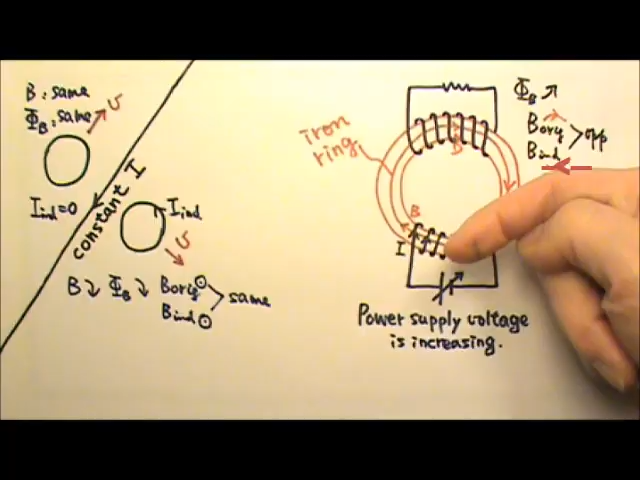 B : same
Φ_B : same
v
I_ind = 0
constant I
I_ind
v
B ↓ Φ_B ↓ B_orig ⊙ > same
B_ind ⊙
iron
ring
B
B
I
Φ_B ↗
B_orig > opp
B_ind
Power supply voltage
is increasing.